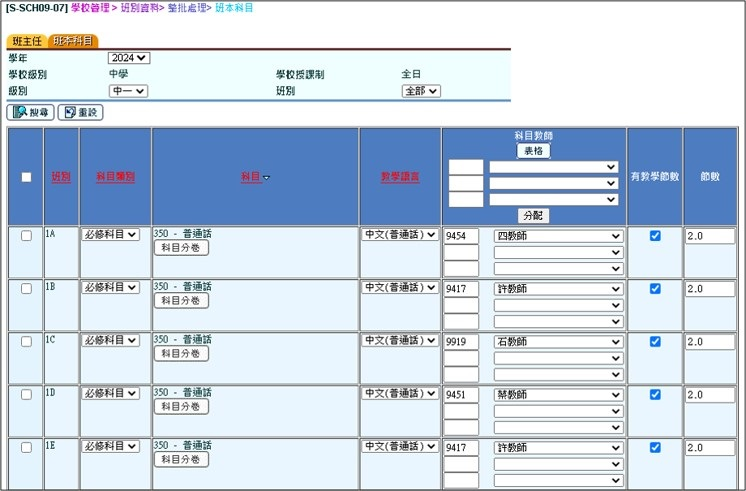 [S-SCH09-07] 學校管理 > 班別資料> 整批處理> 班本科目
班主任 班本科目
學年 2024
學校級別 中學 學校授課制 全日
級別 中一 班別 全部
搜尋 重設
科目教師
表格
班別 科目類別 科目 教學語言 有教學節數 節數
分配
1A 必修科目 350 - 普通話 中文(普通話) 9454 四教師 2.0
科目分卷
1B 必修科目 350 - 普通話 中文(普通話) 9417 許教師 2.0
科目分卷
1C 必修科目 350 - 普通話 中文(普通話) 9919 石教師 2.0
科目分卷
1D 必修科目 350 - 普通話 中文(普通話) 9451 蔡教師 2.0
科目分卷
1E 必修科目 350 - 普通話 中文(普通話) 9417 許教師 2.0
科目分卷